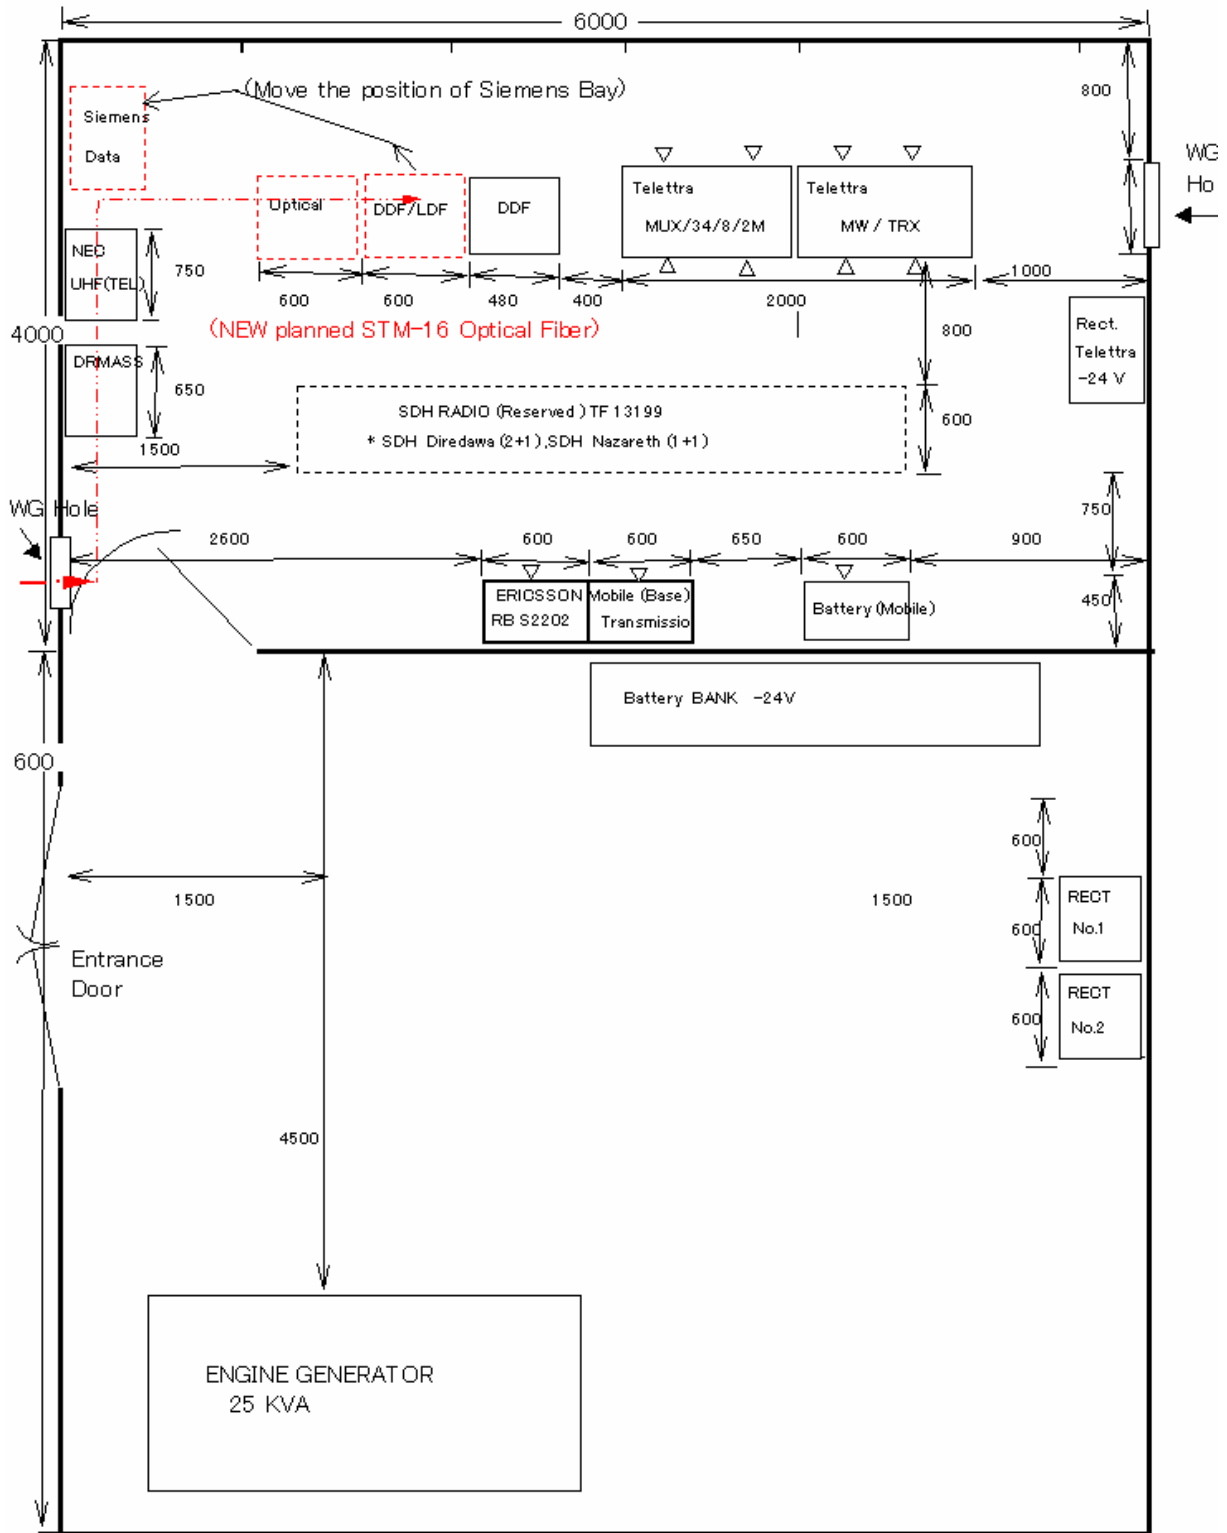 6000
(Move the position of Siemens Bay)
800
Siemens
Data
WG
Ho
Optical
DDF/LDF
DDF
Telettra
MUX/34/8/2M
Telettra
MW / TRX
NEC
UHF(TEL)
750
600
600
480
400
2000
1000
(NEW planned STM-16 Optical Fiber)
4000
800
Rect.
Telettra
-24 V
DRMASS
650
SDH RADIO (Reserved ) TF 13199
* SDH Diredawa (2+1),SDH Nazareth (1+1)
600
1500
WG Hole
750
2600
600
600
650
600
900
ERICSSON
RB S2202
Mobile (Base)
Transmissio
Battery (Mobile)
450
Battery BANK -24V
600
600
1500
1500
RECT
No.1
600
Entrance
Door
RECT
No.2
600
4500
ENGINE GENERATOR
25 KVA